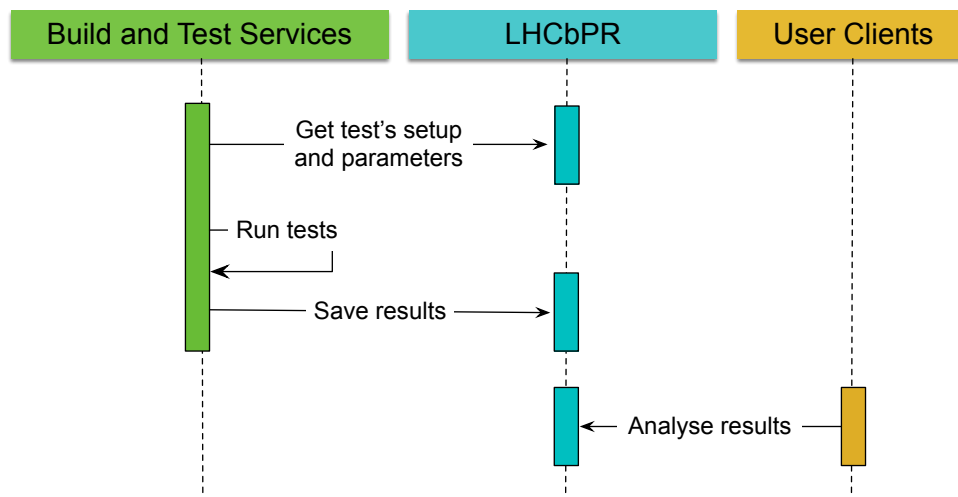 Build and Test Services
LHCbPR
User Clients
Get test's setup
and parameters
Run tests
Save results
Analyse results